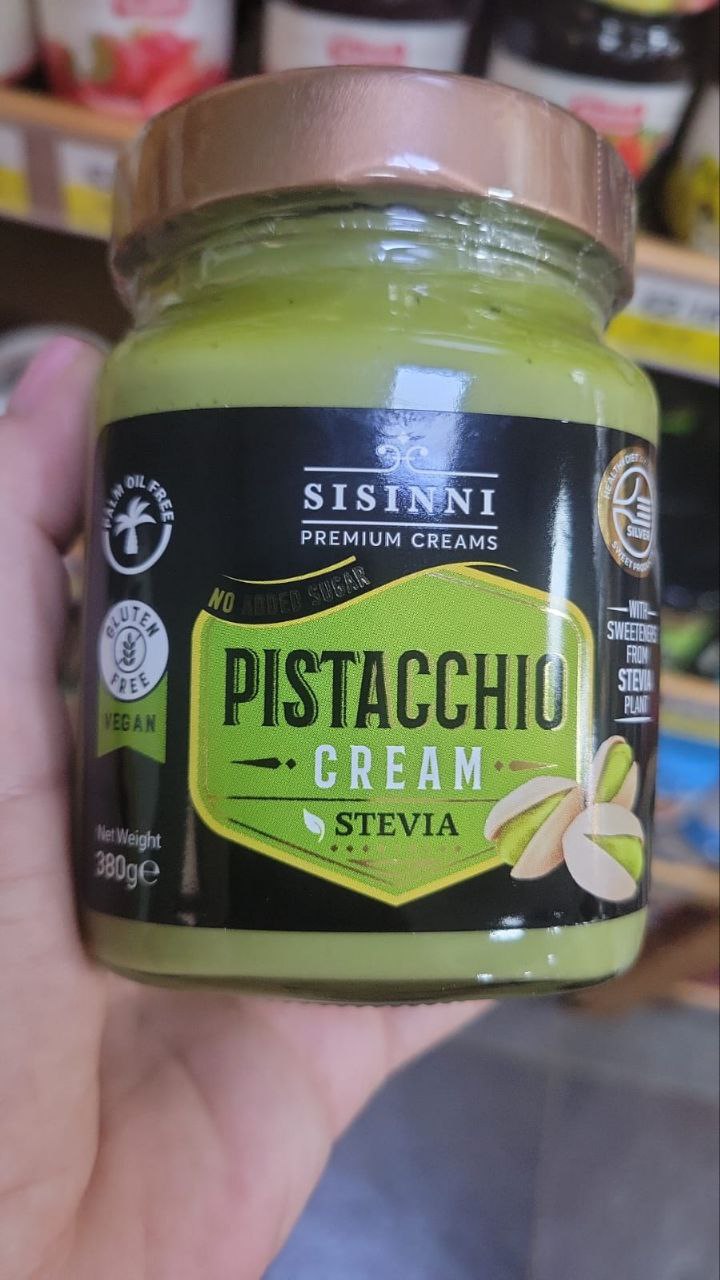 SISINNI
PREMIUM CREAMS
PALM OIL FREE
GLUTEN
FREE
VEGAN
Net Weight
380g℮
NO ADDED SUGAR
PISTACCHIO
CREAM
STEVIA
SILVER
WITH
SWEETENERS
FROM
STEVIA
PLANT